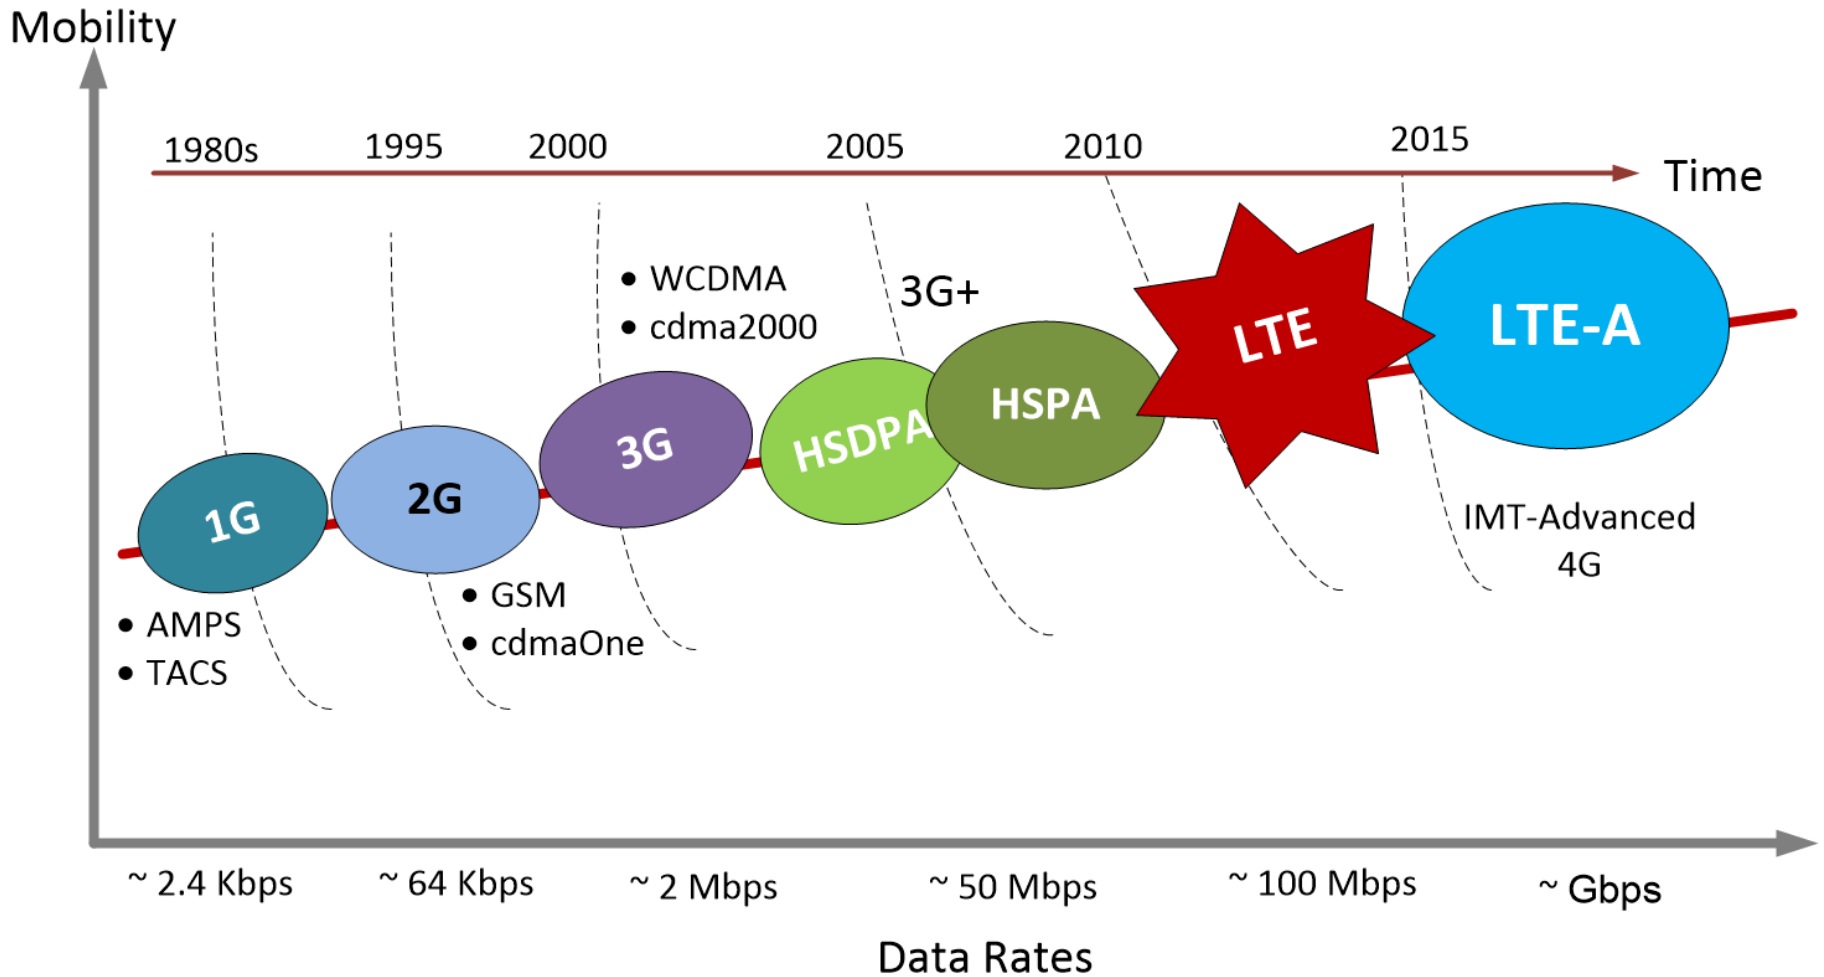 Mobility
1980s
1995
2000
2005
2010
2015
Time
• WCDMA
• cdma2000
3G+
1G
2G
3G
HSDPA
HSPA
LTE
LTE-A
• AMPS
• TACS
• GSM
• cdmaOne
IMT-Advanced
4G
~ 2.4 Kbps
~ 64 Kbps
~ 2 Mbps
~ 50 Mbps
~ 100 Mbps
~ Gbps
Data Rates